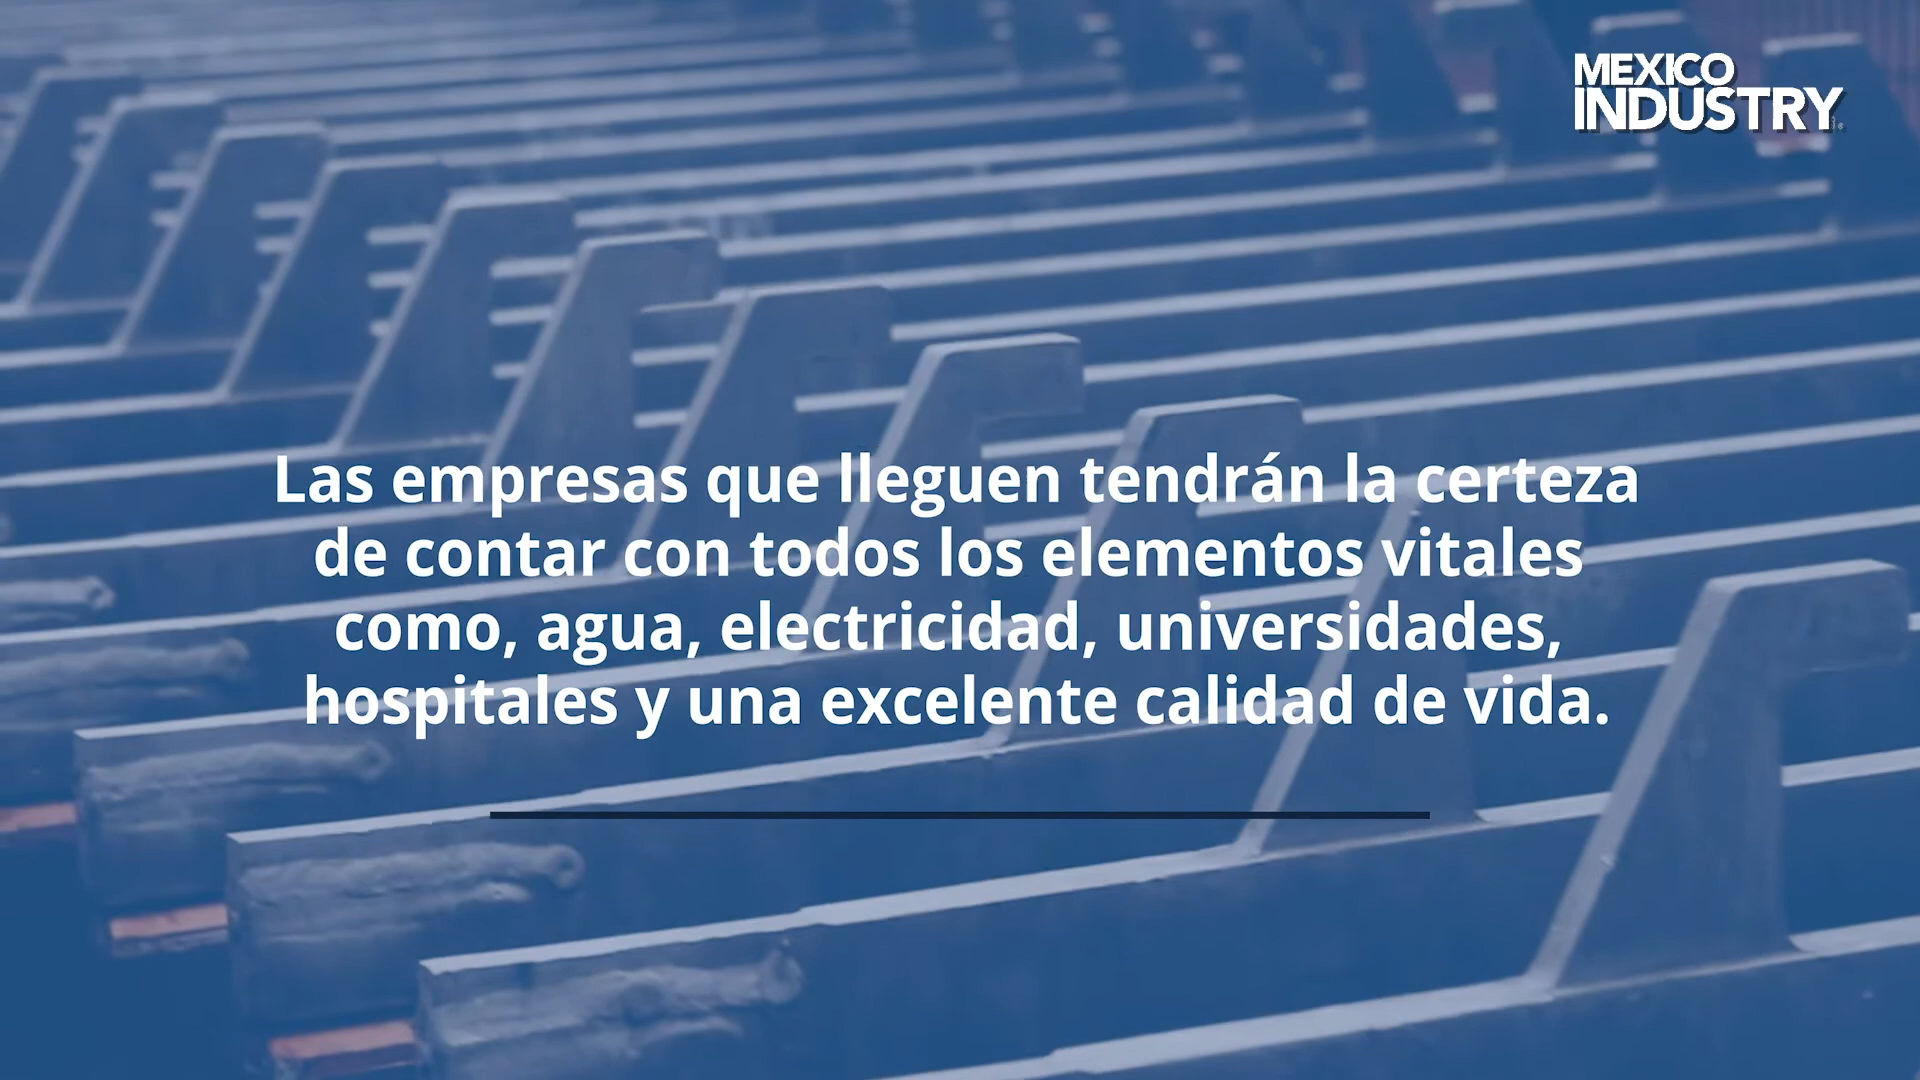 MEXICO
INDUSTRY
Las empresas que lleguen tendrán la certeza
de contar con todos los elementos vitales
como, agua, electricidad, universidades,
hospitales y una excelente calidad de vida.